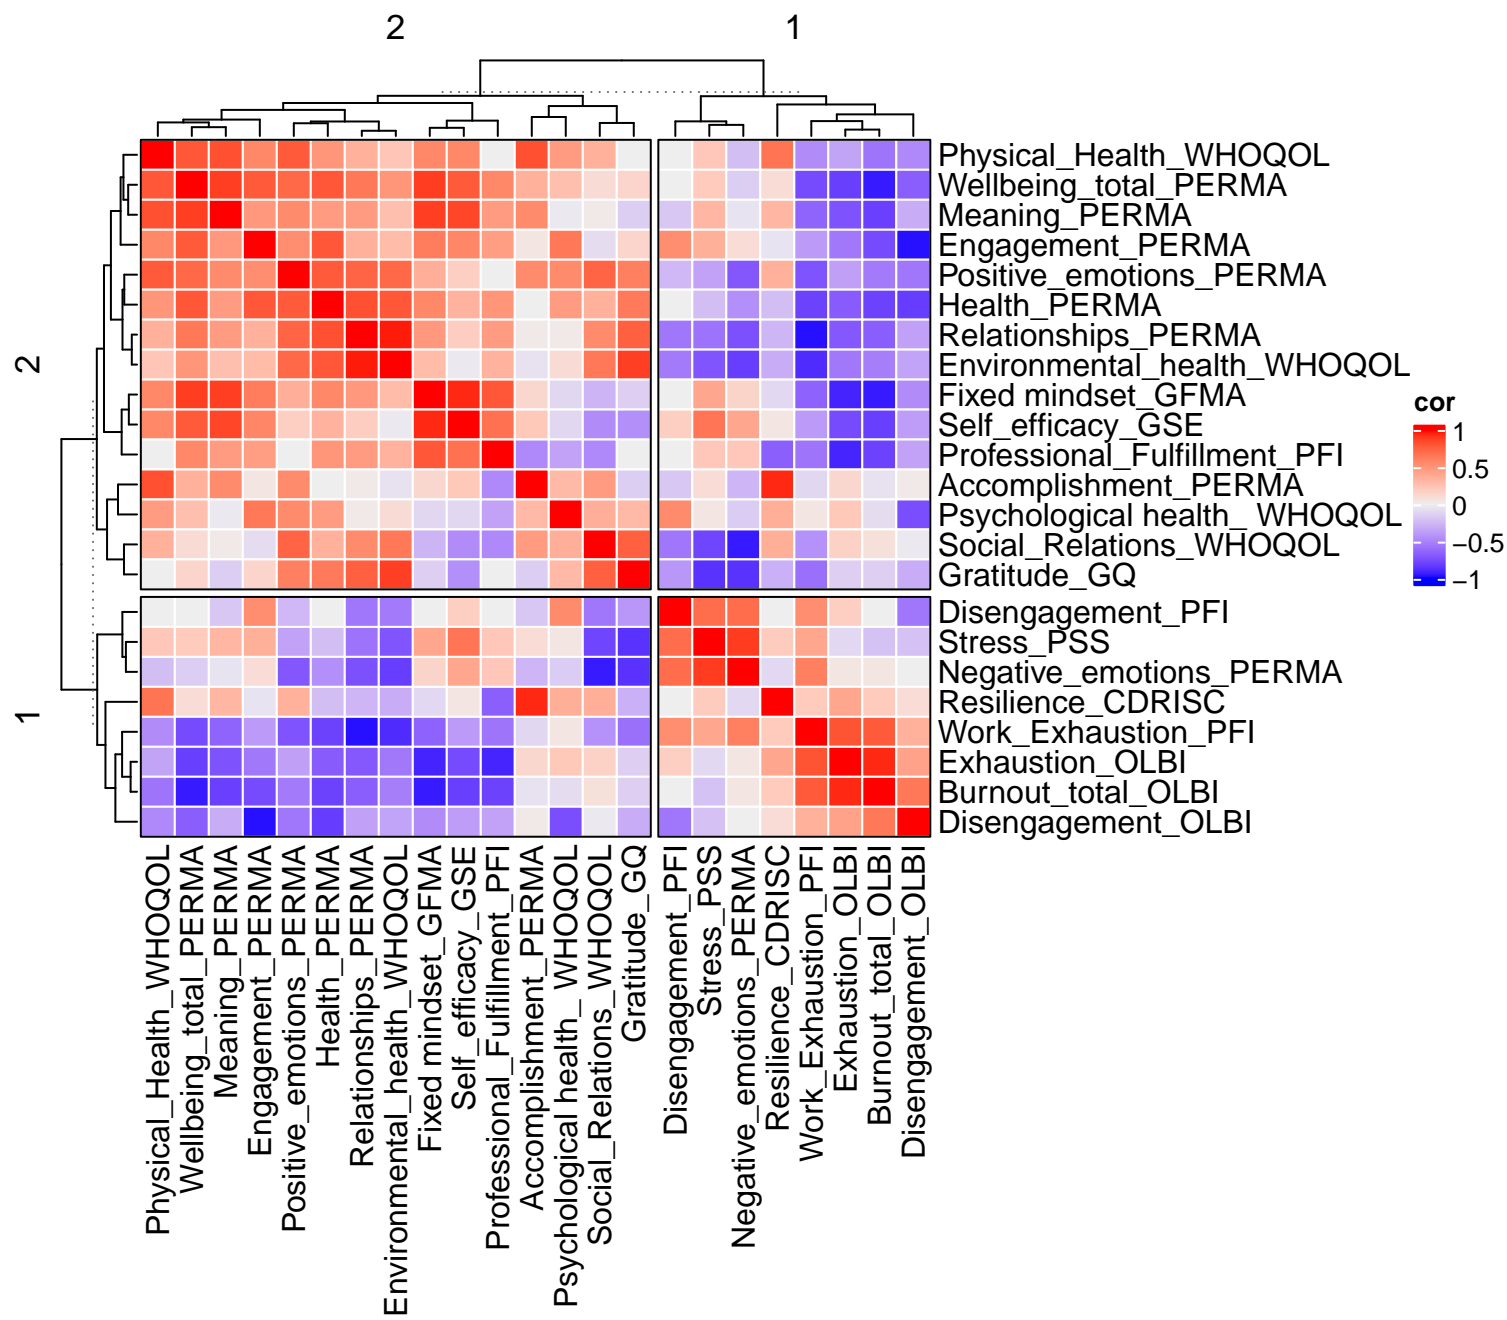 2
1
2
1
Physical_Health_WHOQOL
Wellbeing_total_PERMA
Meaning_PERMA
Engagement_PERMA
Positive_emotions_PERMA
Health_PERMA
Relationships_PERMA
Environmental_health_WHOQOL
Fixed mindset_GFMA
Self_efficacy_GSE
Professional_Fulfillment_PFI
Accomplishment_PERMA
Psychological health_ WHOQOL
Social_Relations_WHOQOL
Gratitude_GQ
Disengagement_PFI
Stress_PSS
Negative_emotions_PERMA
Resilience_CDRISC
Work_Exhaustion_PFI
Exhaustion_OLBI
Burnout_total_OLBI
Disengagement_OLBI
cor
1
0.5
0
−0.5
−1
Physical_Health_WHOQOL
Wellbeing_total_PERMA
Meaning_PERMA
Engagement_PERMA
Positive_emotions_PERMA
Health_PERMA
Relationships_PERMA
Environmental_health_WHOQOL
Fixed mindset_GFMA
Self_efficacy_GSE
Professional_Fulfillment_PFI
Accomplishment_PERMA
Psychological health_ WHOQOL
Social_Relations_WHOQOL
Gratitude_GQ
Disengagement_PFI
Stress_PSS
Negative_emotions_PERMA
Resilience_CDRISC
Work_Exhaustion_PFI
Exhaustion_OLBI
Burnout_total_OLBI
Disengagement_OLBI